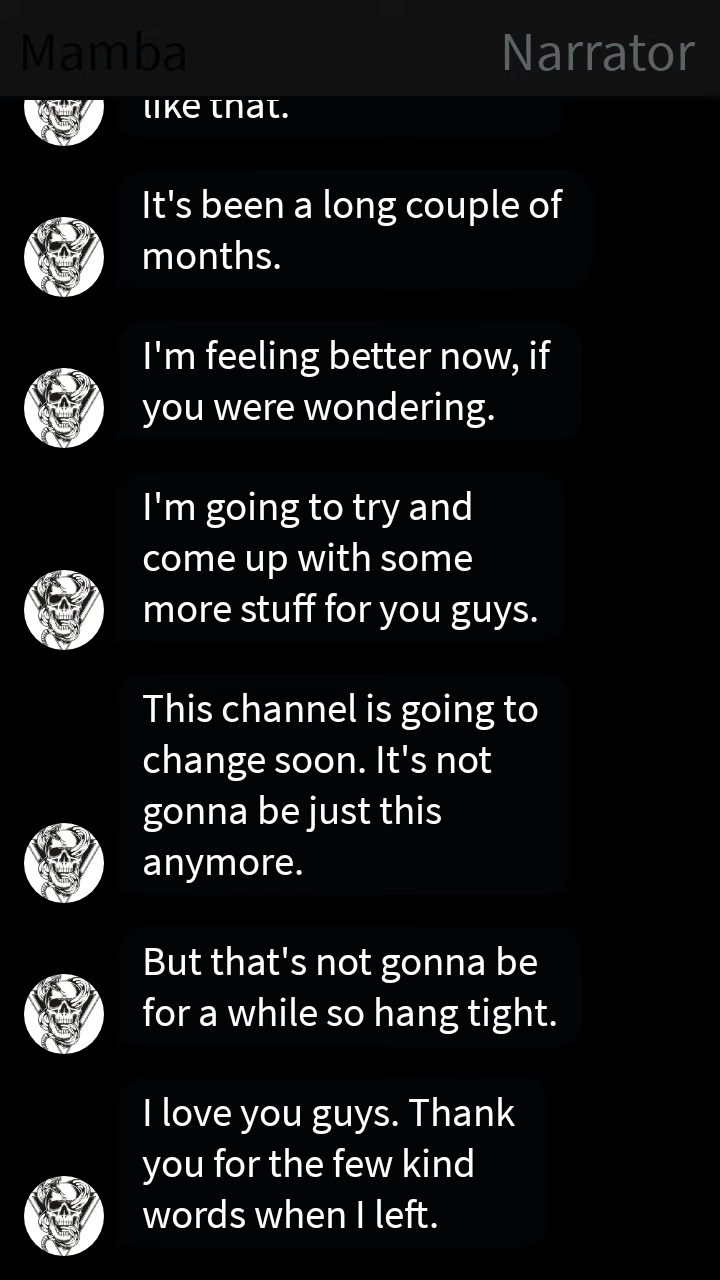 Mamba Narrator
like that.
It's been a long couple of
months.
I'm feeling better now, if
you were wondering.
I'm going to try and
come up with some
more stuff for you guys.
This channel is going to
change soon. It's not
gonna be just this
anymore.
But that's not gonna be
for a while so hang tight.
I love you guys. Thank
you for the few kind
words when I left.